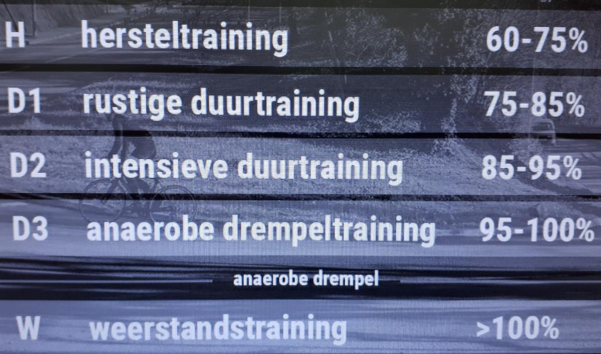 H hersteltraining 60-75%
D1 rustige duurtraining 75-85%
D2 intensieve duurtraining 85-95%
D3 anaerobe drempeltraining 95-100%
anaerobe drempel
W weerstandstraining >100%